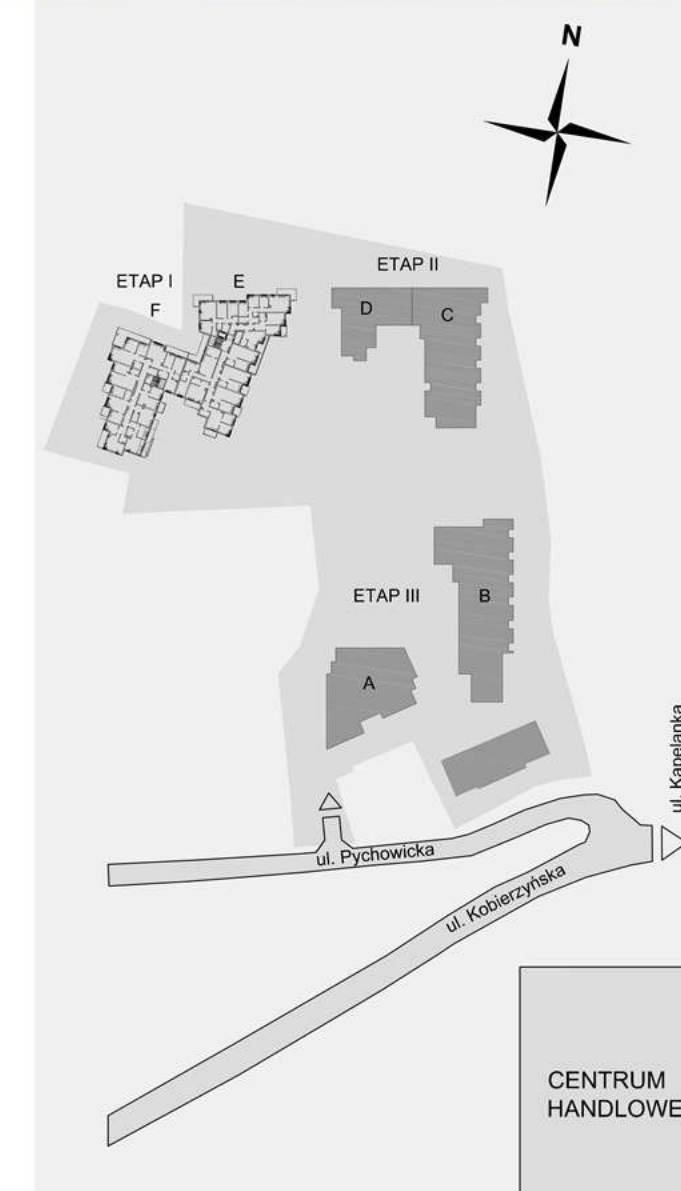 N
ETAP II
ETAP I
E
F
D
C
ETAP III
B
A
ul. Kapelanka
ul. Pychowicka
ul. Kobierzyńska
CENTRUM
HANDLOWE